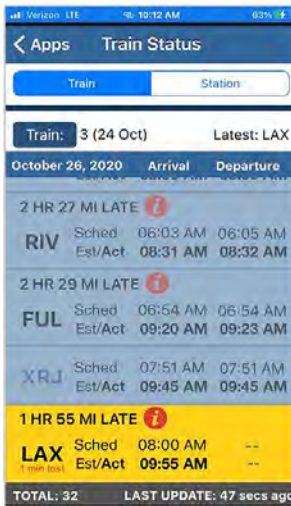 Verizon LTE 10:12 AM 63%
Apps Train Status
Train Station
Train: 3 (24 Oct) Latest: LAX
October 26, 2020 Arrival Departure
2 HR 27 MI LATE i
RIV Sched 06:03 AM 06:05 AM
Est/Act 08:31 AM 08:32 AM
2 HR 29 MI LATE i
FUL Sched 06:54 AM 06:54 AM
Est/Act 09:20 AM 09:23 AM
XRJ Sched 07:51 AM 07:51 AM
Est/Act 09:45 AM 09:45 AM
1 HR 55 MI LATE i
LAX Sched 08:00 AM --
1 min lost Est/Act 09:55 AM --
TOTAL: 32 LAST UPDATE: 47 secs ago